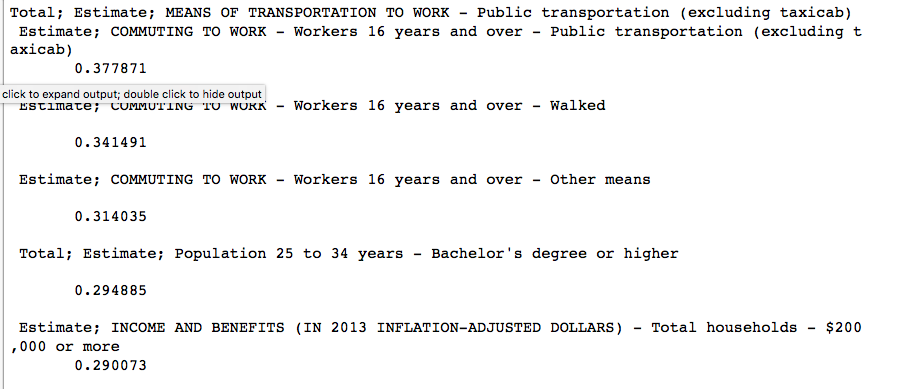 Total; Estimate; MEANS OF TRANSPORTATION TO WORK - Public transportation (excluding taxicab)
Estimate; COMMUTING TO WORK - Workers 16 years and over - Public transportation (excluding t
axicab)
0.377871
click to expand output; double click to hide output
Estimate; COMMUTING TO WORK - Workers 16 years and over - Walked
0.341491
Estimate; COMMUTING TO WORK - Workers 16 years and over - Other means
0.314035
Total; Estimate; Population 25 to 34 years - Bachelor's degree or higher
0.294885
Estimate; INCOME AND BENEFITS (IN 2013 INFLATION-ADJUSTED DOLLARS) - Total households - $200
,000 or more
0.290073